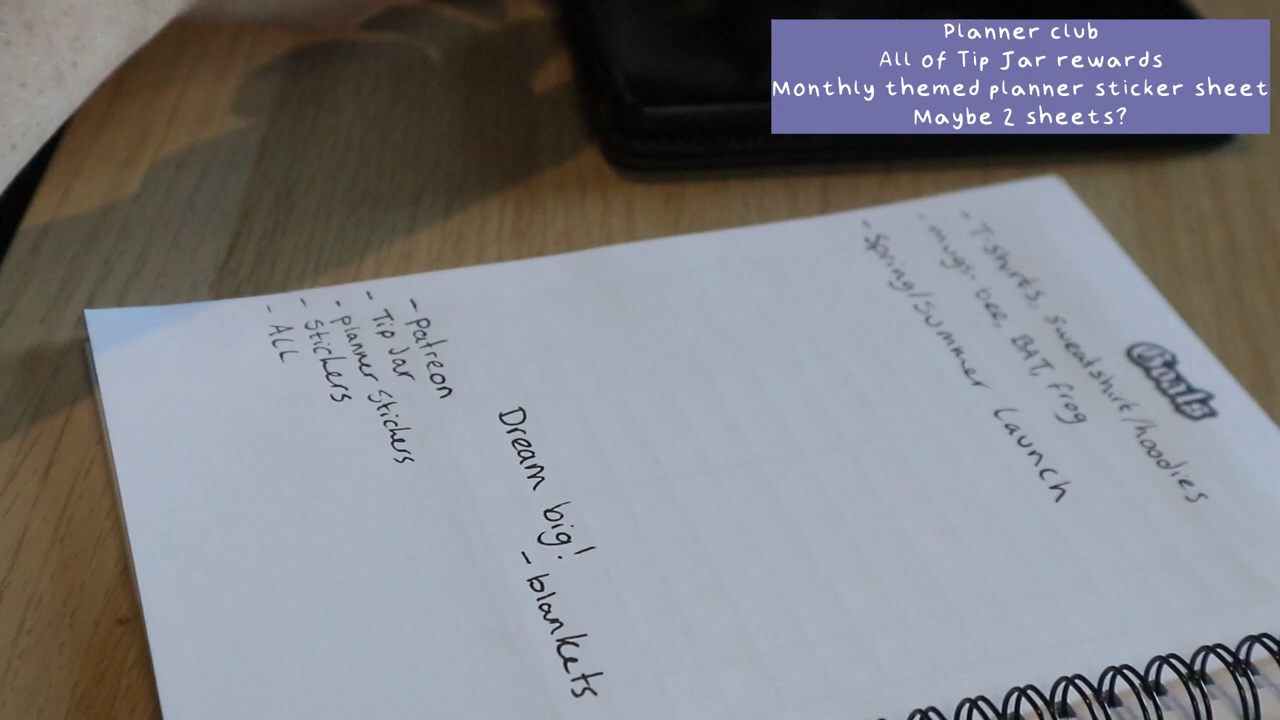 Planner club
All of Tip Jar rewards
Monthly themed planner sticker sheet
Maybe 2 sheets?
Goals
- T-shirts, sweatshirt/hoodies
- mugs- bee, BAT, frog
- Spring/Summer Launch
Dream big!
- blankets
- patreon
- Tip Jar
- planner stickers
- stickers
- ALL